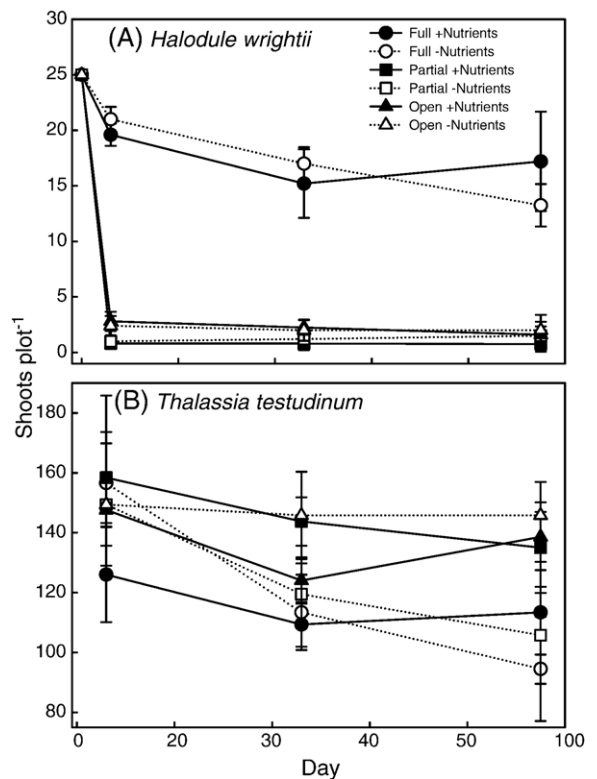 (A) Halodule wrightii
Full +Nutrients
Full -Nutrients
Partial +Nutrients
Partial -Nutrients
Open +Nutrients
Open -Nutrients
30
25
20
15
10
5
0
Shoots plot⁻¹
(B) Thalassia testudinum
180
160
140
120
100
80
0 20 40 60 80 100
Day